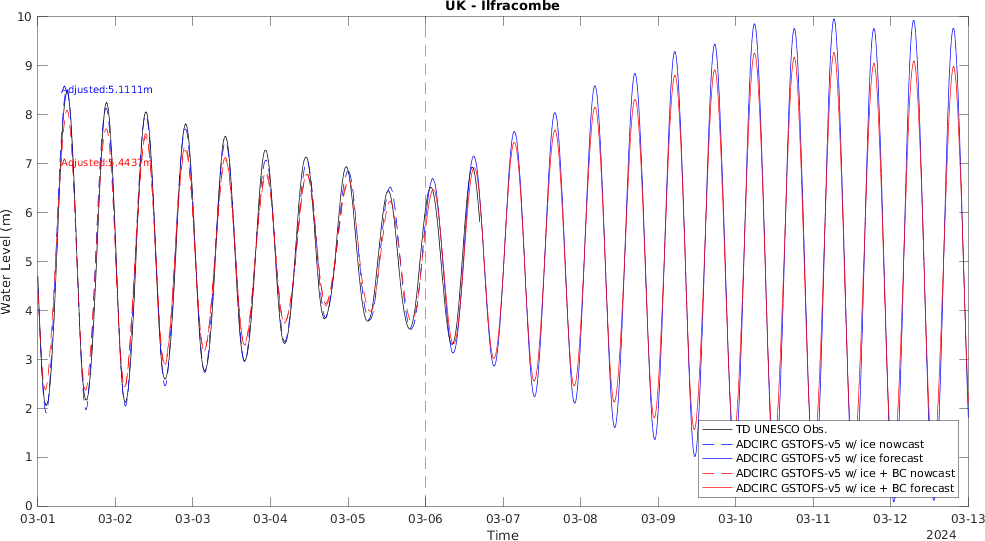 UK - Ilfracombe
10
9
8
7
6
5
4
3
2
1
0
Water Level (m)
Adjusted:5.1111m
Adjusted:5.4437m
TD UNESCO Obs.
ADCIRC GSTOFS-v5 w/ ice nowcast
ADCIRC GSTOFS-v5 w/ ice forecast
ADCIRC GSTOFS-v5 w/ ice + BC nowcast
ADCIRC GSTOFS-v5 w/ ice + BC forecast
03-01 03-02 03-03 03-04 03-05 03-06 03-07 03-08 03-09 03-10 03-11 03-12 03-13
Time
2024